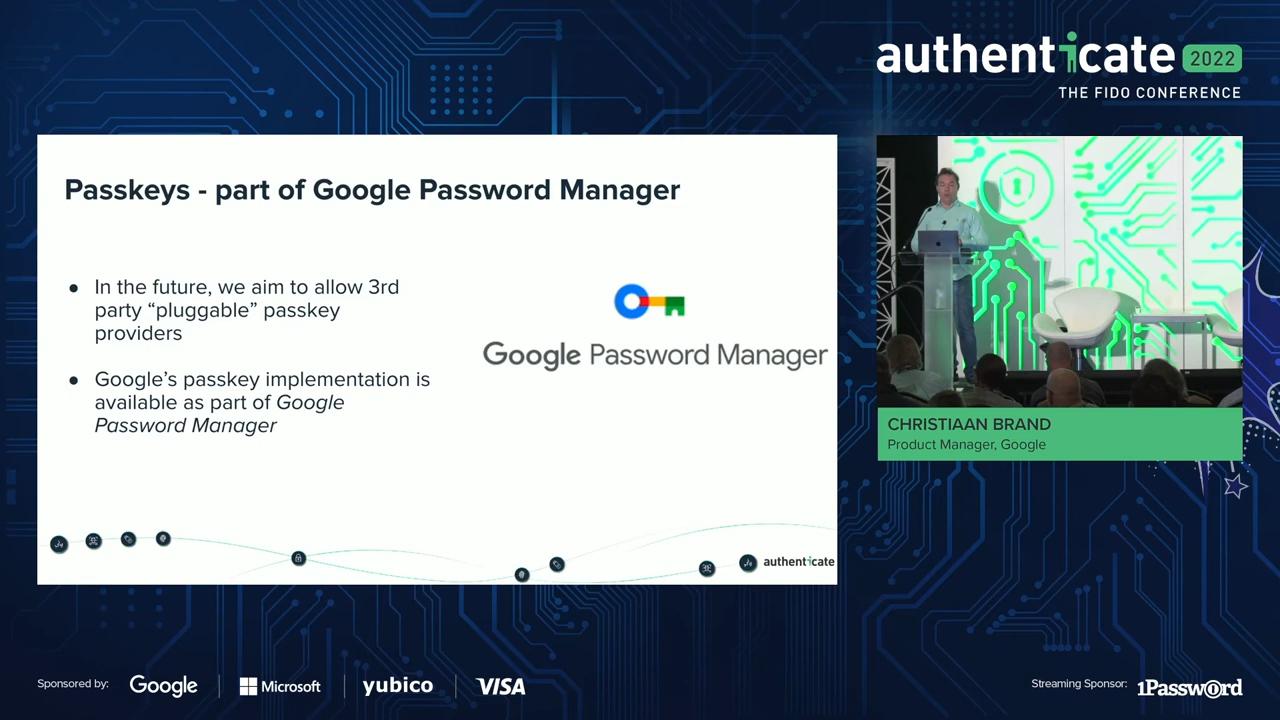 authenticate 2022
THE FIDO CONFERENCE
Passkeys - part of Google Password Manager
● In the future, we aim to allow 3rd
party “pluggable” passkey
providers
● Google’s passkey implementation is
available as part of Google
Password Manager
Google Password Manager
authenticate
CHRISTIAAN BRAND
Product Manager, Google
Sponsored by: Google Microsoft yubico VISA
Streaming Sponsor: 1Password